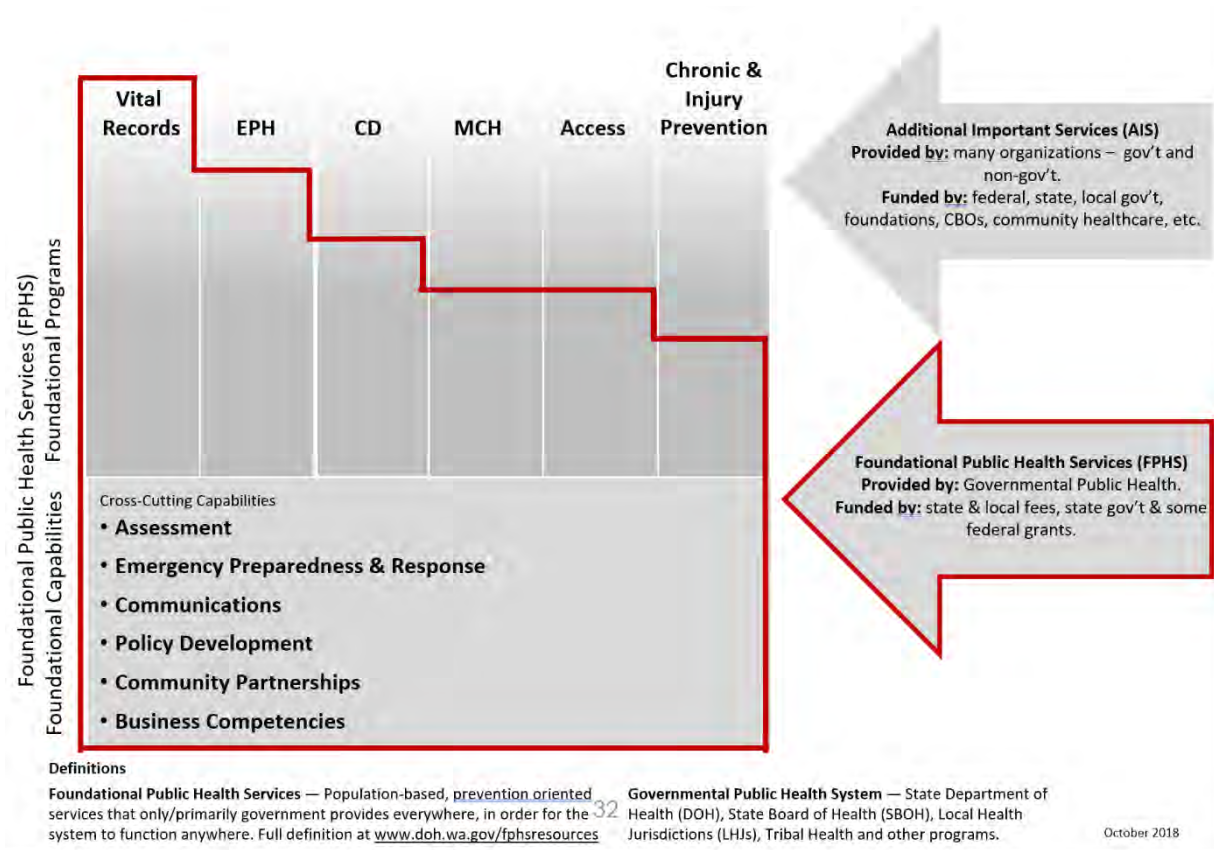 Vital
Records
EPH
CD
MCH
Access
Chronic &
Injury
Prevention
Foundational Public Health Services (FPHS)
Foundational Programs
Foundational Capabilities
Cross-Cutting Capabilities
• Assessment
• Emergency Preparedness & Response
• Communications
• Policy Development
• Community Partnerships
• Business Competencies
Additional Important Services (AIS)
Provided by: many organizations – gov't and
non-gov't.
Funded by: federal, state, local gov't,
foundations, CBOs, community healthcare, etc.
Foundational Public Health Services (FPHS)
Provided by: Governmental Public Health.
Funded by: state & local fees, state gov't & some
federal grants.
Definitions
Foundational Public Health Services — Population-based, prevention oriented
services that only/primarily government provides everywhere, in order for the
system to function anywhere. Full definition at www.doh.wa.gov/fphsresources
32
Governmental Public Health System — State Department of
Health (DOH), State Board of Health (SBOH), Local Health
Jurisdictions (LHJs), Tribal Health and other programs.
October 2018